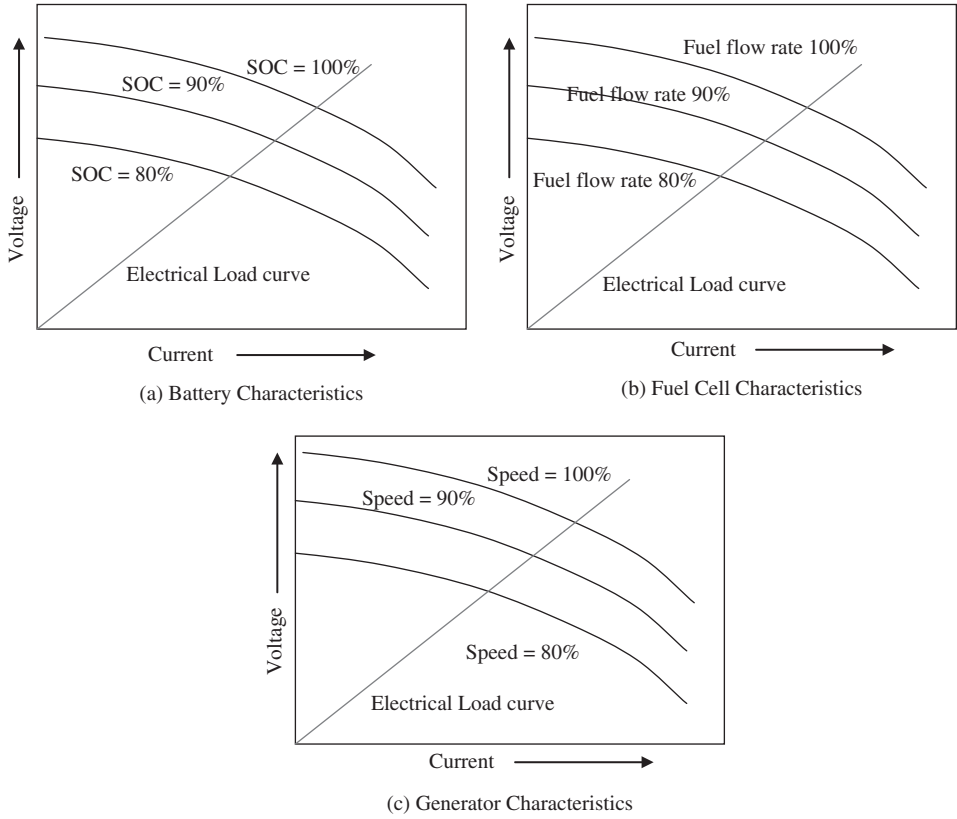 SOC = 100%
SOC = 90%
SOC = 80%
Voltage
Electrical Load curve
Current
(a) Battery Characteristics
Fuel flow rate 100%
Fuel flow rate 90%
Fuel flow rate 80%
Voltage
Electrical Load curve
Current
(b) Fuel Cell Characteristics
Speed = 100%
Speed = 90%
Speed = 80%
Voltage
Electrical Load curve
Current
(c) Generator Characteristics